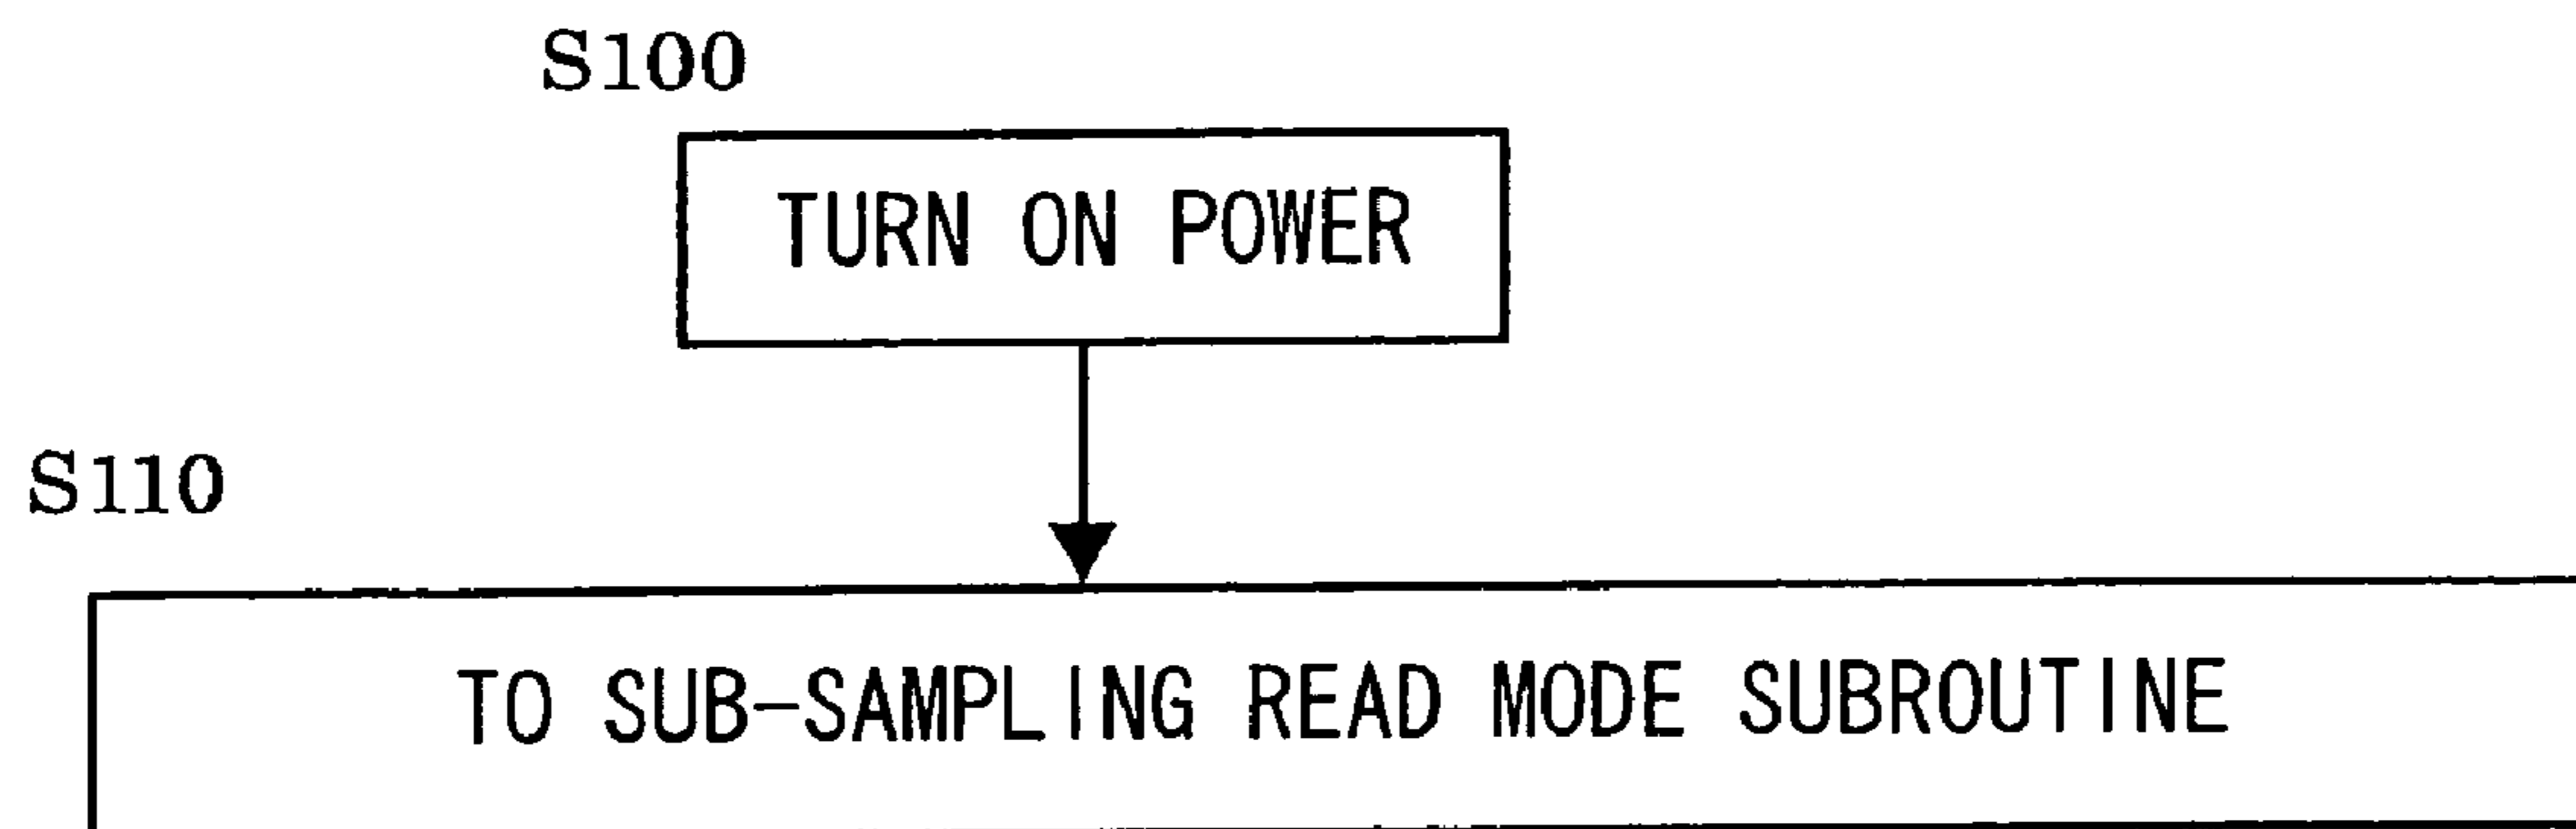 S100
TURN ON POWER
S110
TO SUB-SAMPLING READ MODE SUBROUTINE